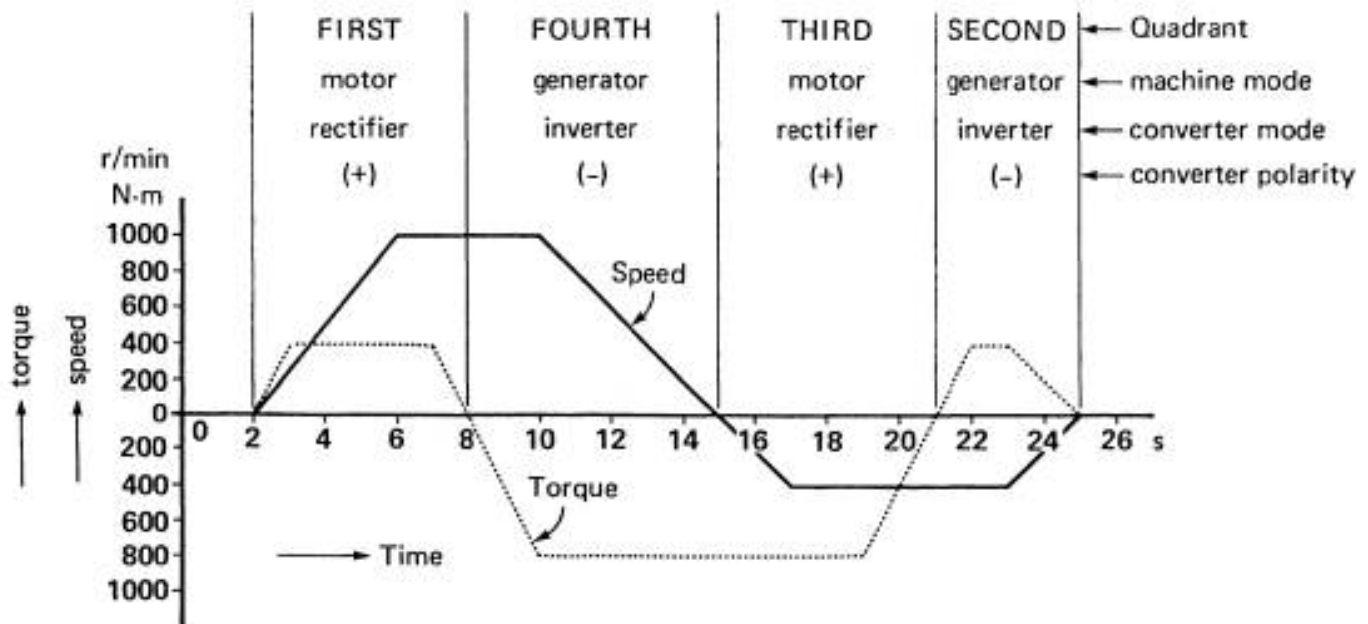 FIRST FOURTH THIRD SECOND Quadrant
motor generator motor generator machine mode
rectifier inverter rectifier inverter converter mode
(+) (-) (+) (-) converter polarity
r/min
N·m
1000
800
600
400
200
0
200
400
600
800
1000
torque
speed
Speed
Torque
Time
0 2 4 6 8 10 12 14 16 18 20 22 24 26 s